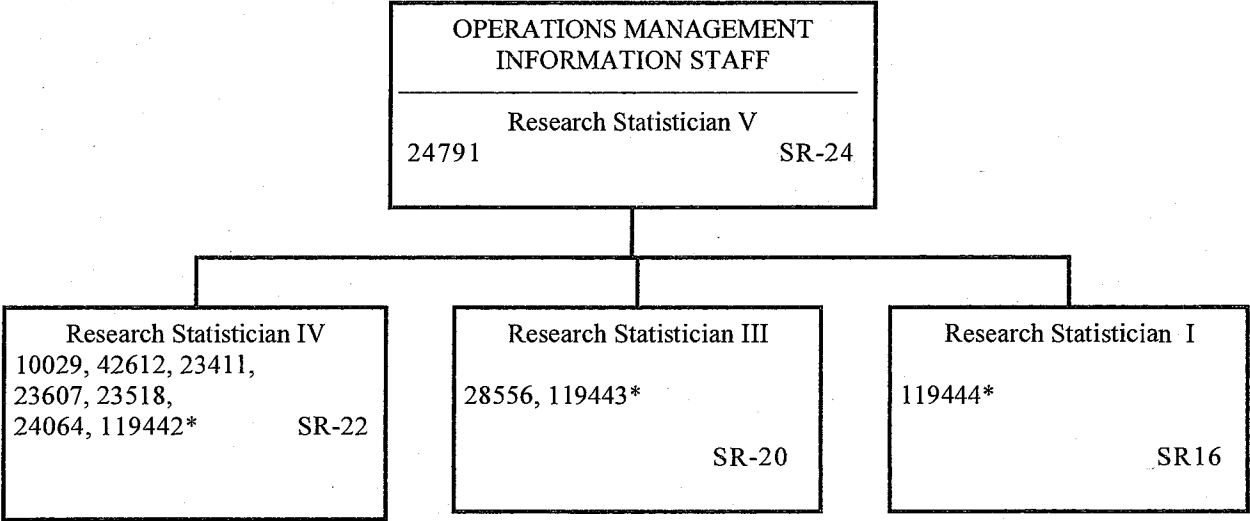 OPERATIONS MANAGEMENT
INFORMATION STAFF
Research Statistician V
24791 SR-24
Research Statistician IV
10029, 42612, 23411,
23607, 23518,
24064, 119442* SR-22
Research Statistician III
28556, 119443*
SR-20
Research Statistician I
119444*
SR16